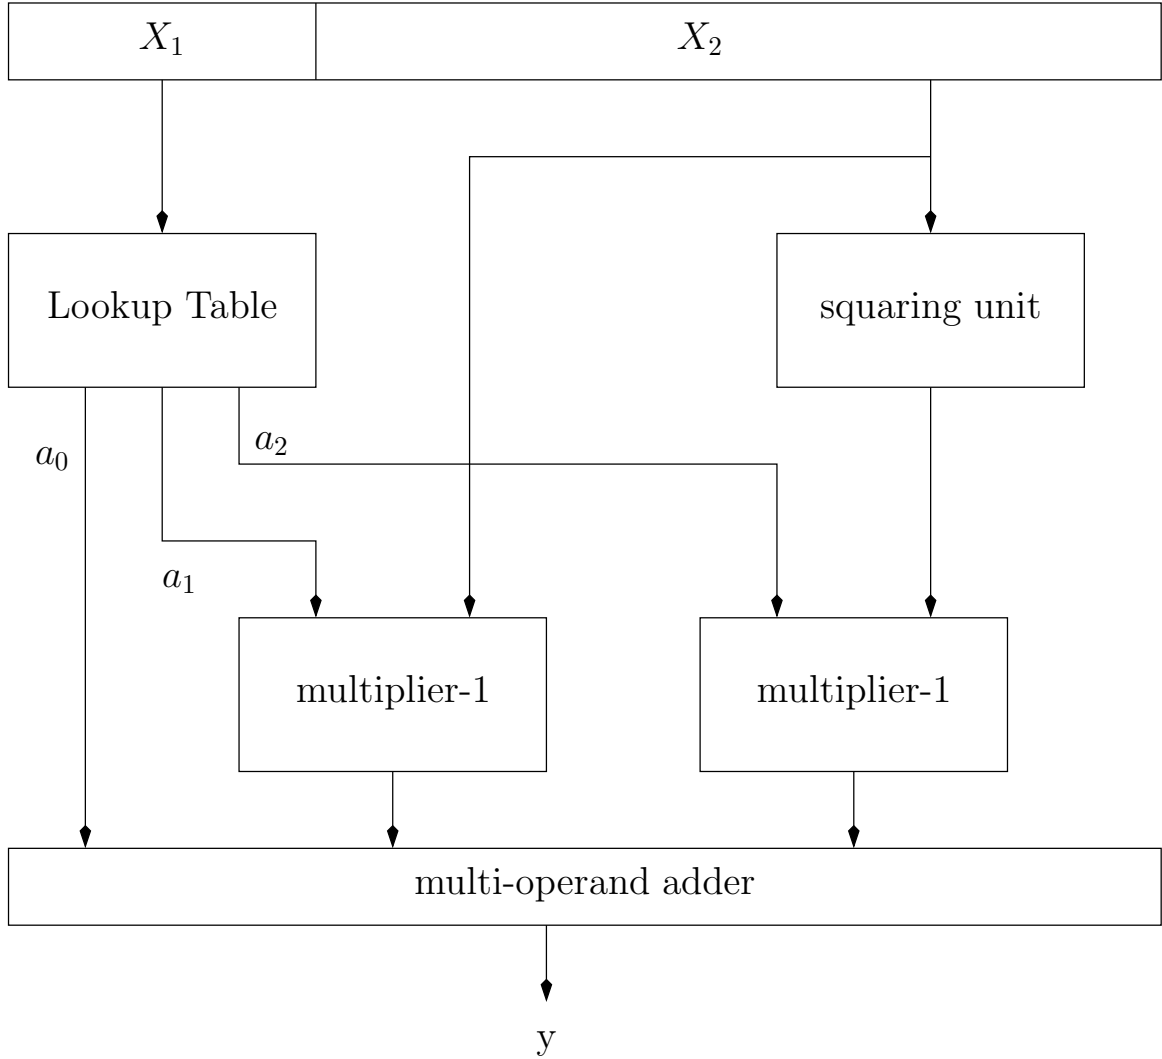 X₁
X₂
Lookup Table
squaring unit
a₀
a₂
a₁
multiplier-1
multiplier-1
multi-operand adder
y